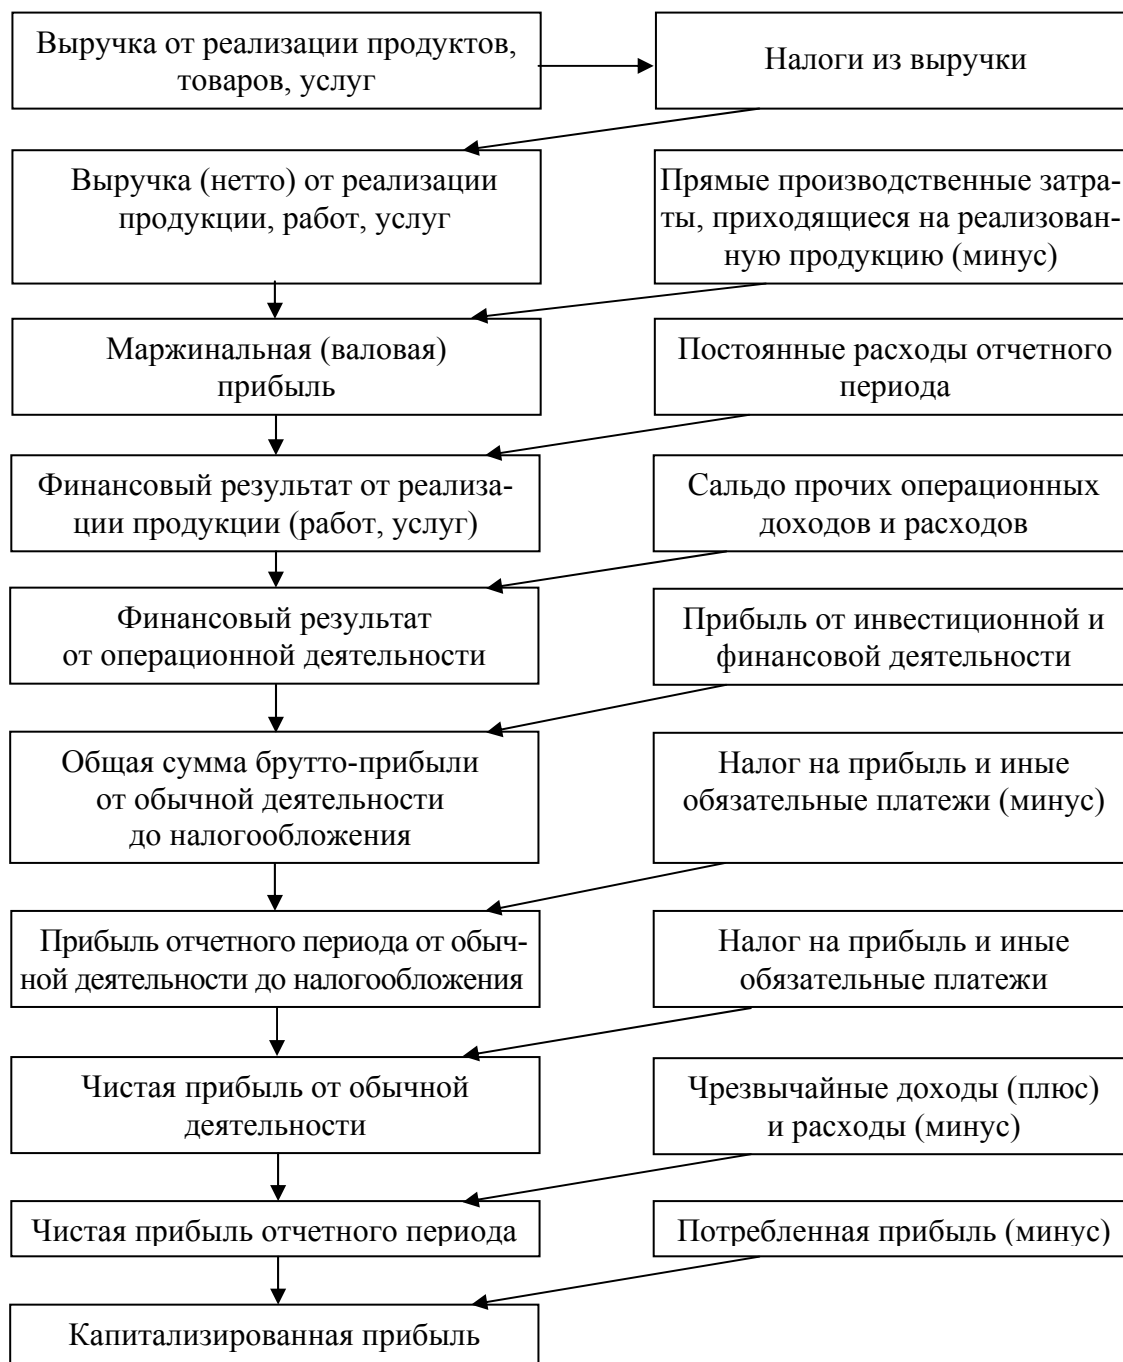 Выручка от реализации продуктов,
товаров, услуг
Налоги из выручки
Выручка (нетто) от реализации
продукции, работ, услуг
Прямые производственные затра-
ты, приходящиеся на реализован-
ную продукцию (минус)
Маржинальная (валовая)
прибыль
Постоянные расходы отчетного
периода
Финансовый результат от реализа-
ции продукции (работ, услуг)
Сальдо прочих операционных
доходов и расходов
Финансовый результат
от операционной деятельности
Прибыль от инвестиционной и
финансовой деятельности
Общая сумма брутто-прибыли
от обычной деятельности
до налогообложения
Налог на прибыль и иные
обязательные платежи (минус)
Прибыль отчетного периода от обыч-
ной деятельности до налогообложения
Налог на прибыль и иные
обязательные платежи
Чистая прибыль от обычной
деятельности
Чрезвычайные доходы (плюс)
и расходы (минус)
Чистая прибыль отчетного периода
Потребленная прибыль (минус)
Капитализированная прибыль